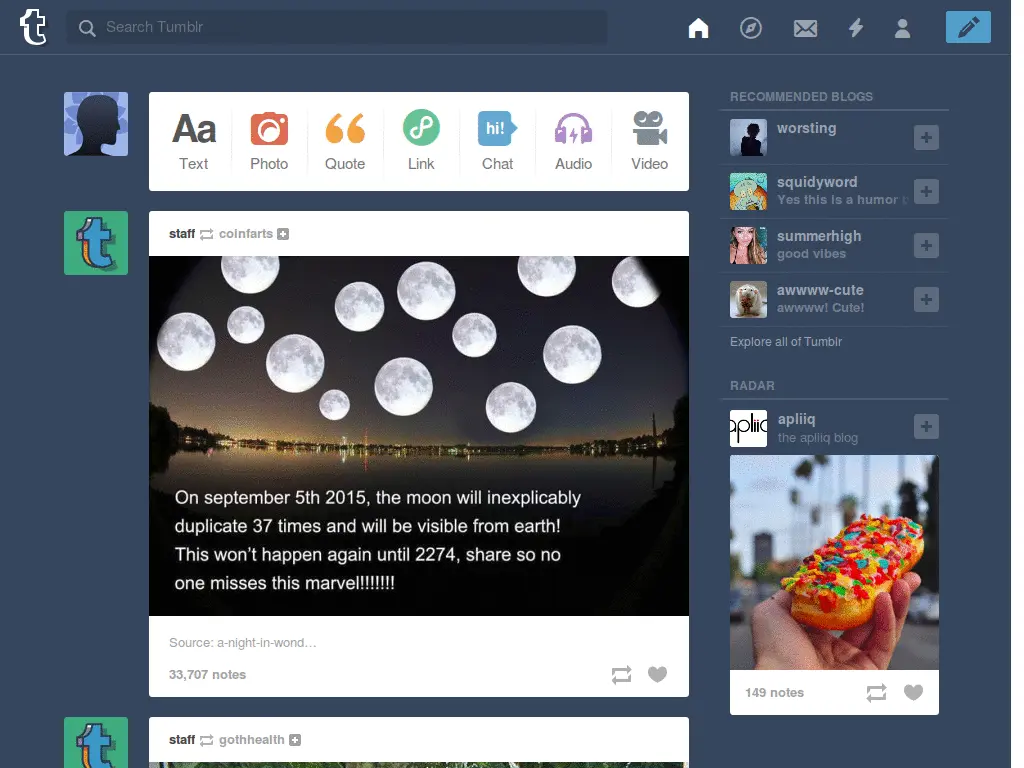 Search Tumblr
Aa
Text
Photo
Quote
Link
hi!
Chat
Audio
Video
staff coinfarts
On september 5th 2015, the moon will inexplicably
duplicate 37 times and will be visible from earth!
This won't happen again until 2274, share so no
one misses this marvel!!!!!!!
Source: a-night-in-wond…
33,707 notes
staff gothhealth
RECOMMENDED BLOGS
worsting
squidyword
Yes this is a humor
summerhigh
good vibes
awwww-cute
awwww! Cute!
Explore all of Tumblr
RADAR
apliiq
apliiq
the apliiq blog
149 notes